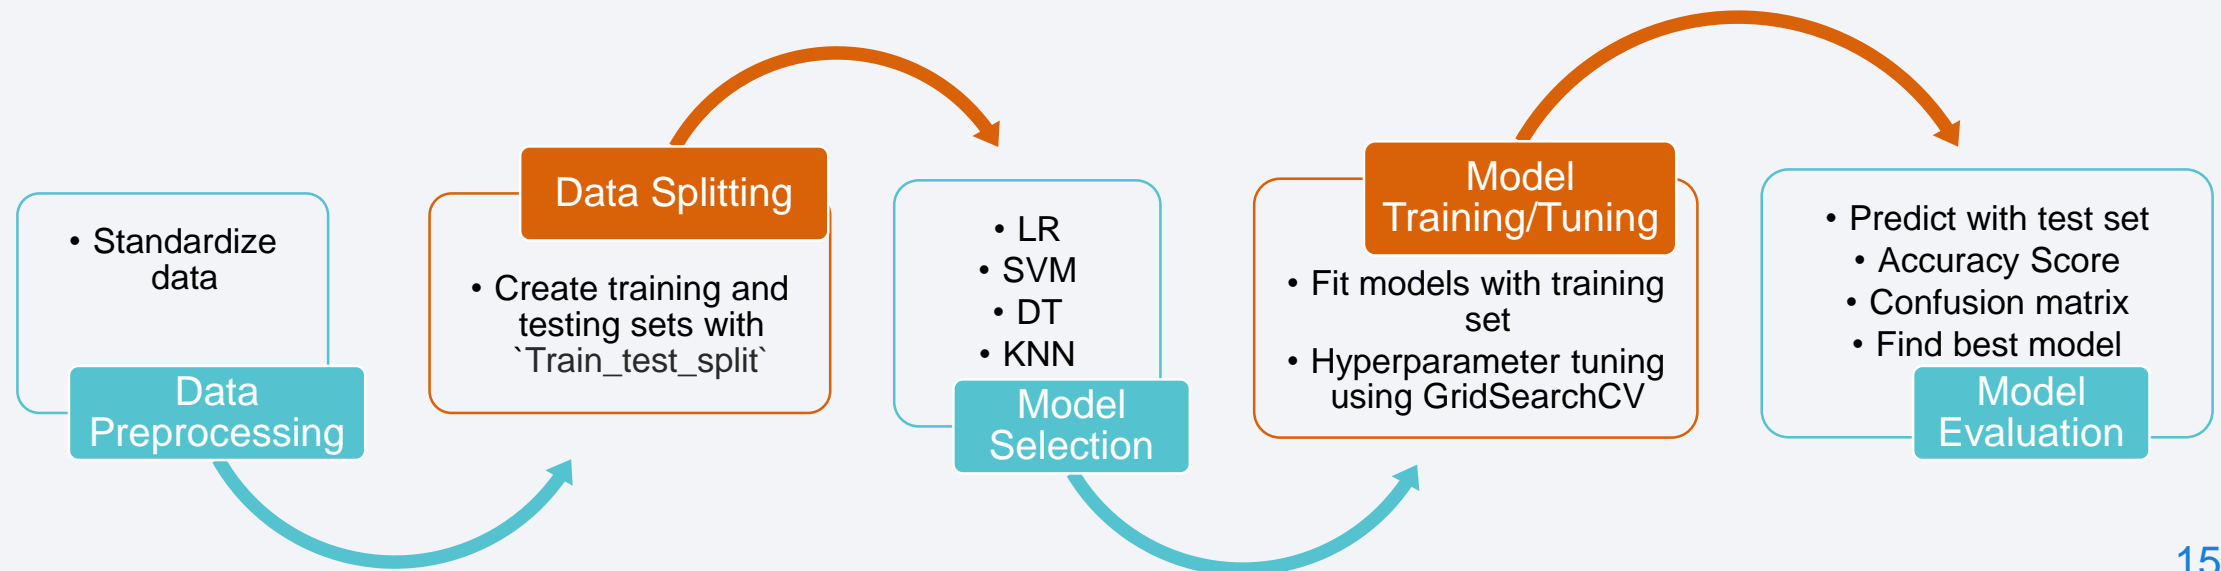 • Standardize
data
Data
Preprocessing
Data Splitting
• Create training and
testing sets with
`Train_test_split`
• LR
• SVM
• DT
• KNN
Model
Selection
Model
Training/Tuning
• Fit models with training
set
• Hyperparameter tuning
using GridSearchCV
• Predict with test set
• Accuracy Score
• Confusion matrix
• Find best model
Model
Evaluation
15